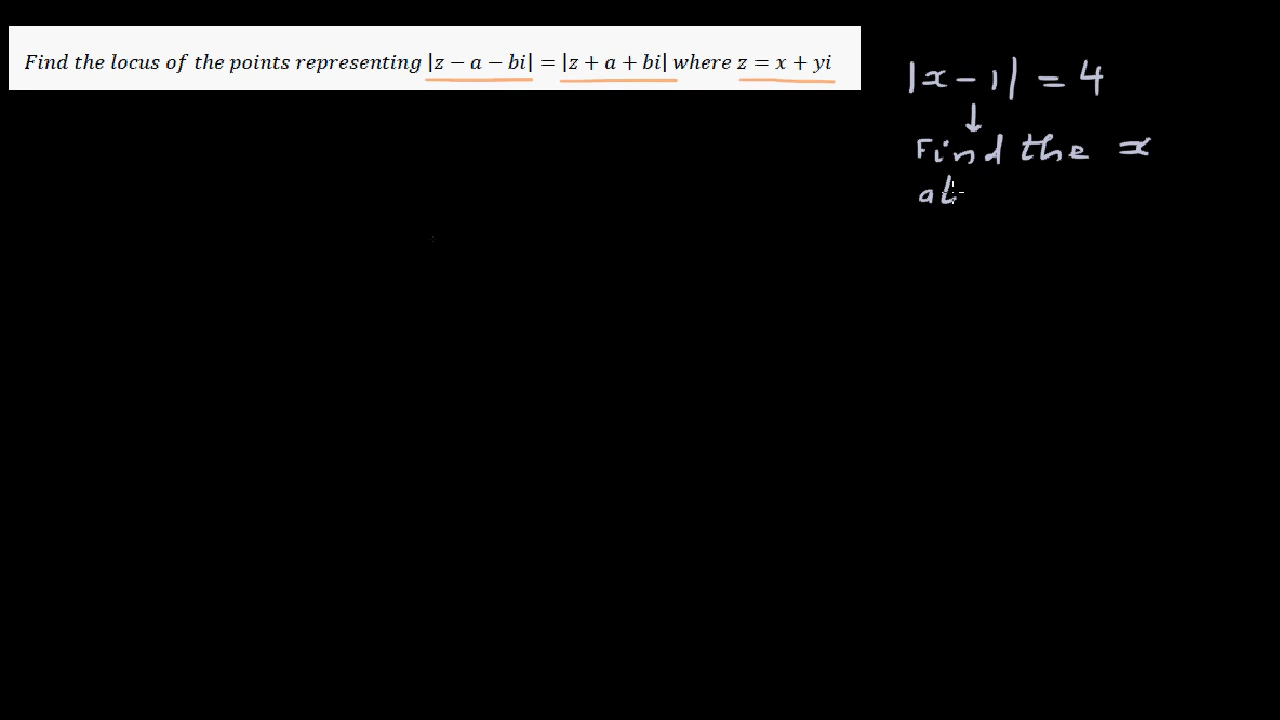 Find the locus of the points representing |z − a − bi| = |z + a + bi| where z = x + yi
|x - 1| = 4
↓
Find the x